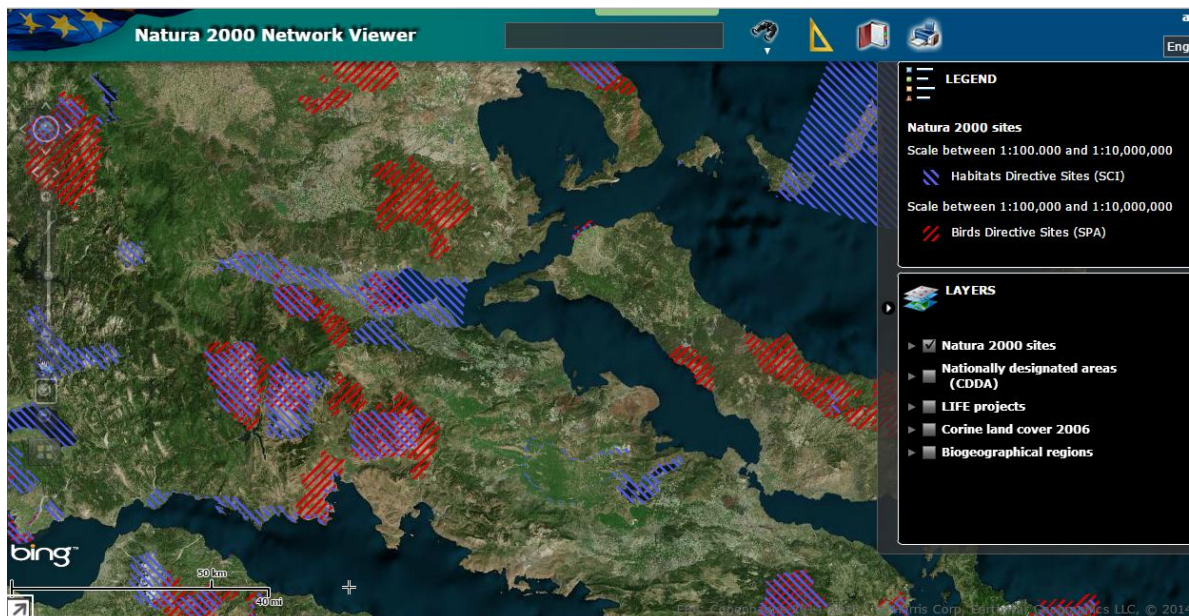 Natura 2000 Network Viewer
a
Eng
LEGEND
Natura 2000 sites
Scale between 1:100.000 and 1:10,000,000
Habitats Directive Sites (SCI)
Scale between 1:100,000 and 1:10,000,000
Birds Directive Sites (SPA)
LAYERS
Natura 2000 sites
Nationally designated areas
(CDDA)
LIFE projects
Corine land cover 2006
Biogeographical regions
bing
50 km
40 mi
Corp, Earthstar Geographics LLC, © 201